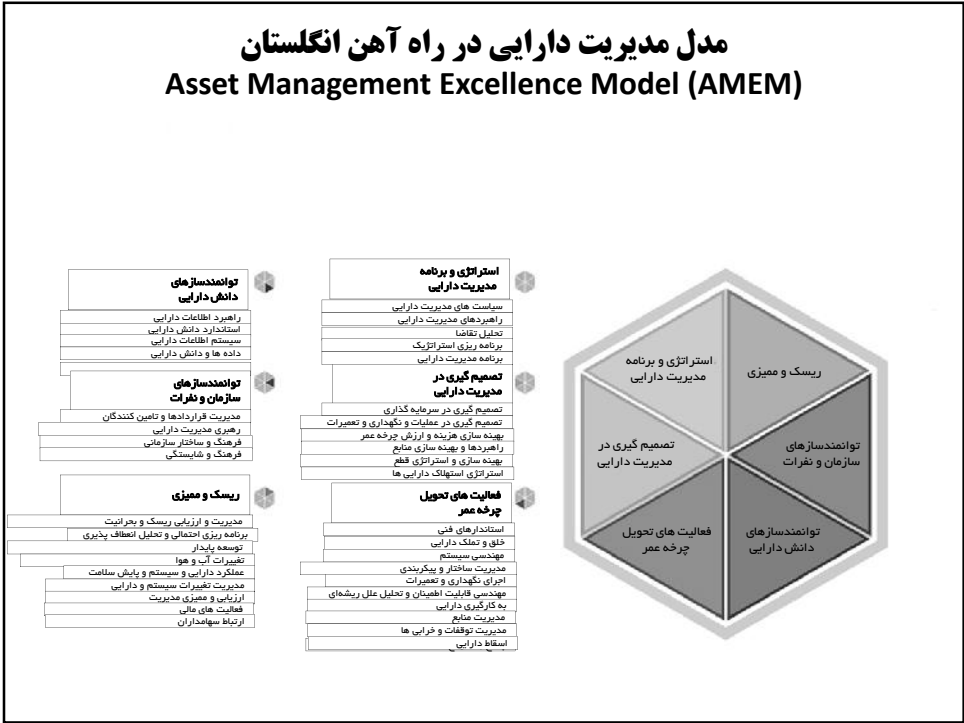 مدل مدیریت دارایی در راه آهن انگلستان
Asset Management Excellence Model (AMEM)
استراتژی و برنامه
مدیریت دارایی
ریسک و ممیزی
تصمیم گیری در
مدیریت دارایی
توانمندسازهای
سازمان و نفرات
فعالیت های تحویل
چرخه عمر
توانمندسازهای
دانش دارایی
استراتژی و برنامه
مدیریت دارایی
سیاست های مدیریت دارایی
راهبردهای مدیریت دارایی
تحلیل تقاضا
برنامه ریزی استراتژیک
برنامه مدیریت دارایی
تصمیم گیری در
مدیریت دارایی
تصمیم گیری در سرمایه گذاری
تصمیم گیری در عملیات و نگهداری و تعمیرات
بهینه سازی هزینه و ارزش چرخه عمر
راهبردها و بهینه سازی منابع
بهینه سازی و استراتژی قطع
استراتژی استهلاک دارایی ها
فعالیت های تحویل
چرخه عمر
استاندارهای فنی
خلق و تملک دارایی
مهندسی سیستم
مدیریت ساختار و پیکربندی
اجرای نگهداری و تعمیرات
مهندسی قابلیت اطمینان و تحلیل علل ریشه‌ای
به کارگیری دارایی
مدیریت منابع
مدیریت توقفات و خرابی ها
اسقاط دارایی
توانمندسازهای
دانش دارایی
راهبرد اطلاعات دارایی
استاندارد دانش دارایی
سیستم اطلاعات دارایی
داده ها و دانش دارایی
توانمندسازهای
سازمان و نفرات
مدیریت قراردادها و تامین کنندگان
رهبری مدیریت دارایی
فرهنگ و ساختار سازمانی
فرهنگ و شایستگی
ریسک و ممیزی
مدیریت و ارزیابی ریسک و بحرانیت
برنامه ریزی احتمالی و تحلیل انعطاف پذیری
توسعه پایدار
تغییرات آب و هوا
عملکرد دارایی و سیستم و پایش سلامت
مدیریت تغییرات سیستم و دارایی
ارزیابی و ممیزی مدیریت
فعالیت های مالی
ارتباط سهامداران